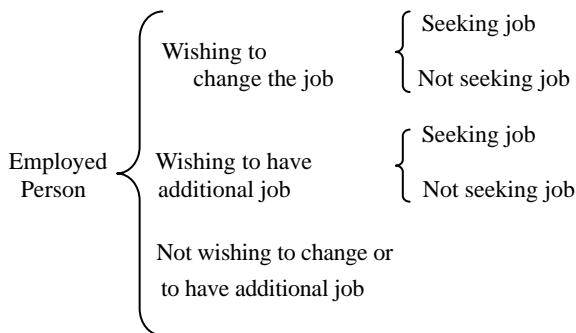 Employed
Person
Wishing to
change the job
Seeking job
Not seeking job
Wishing to have
additional job
Seeking job
Not seeking job
Not wishing to change or
to have additional job